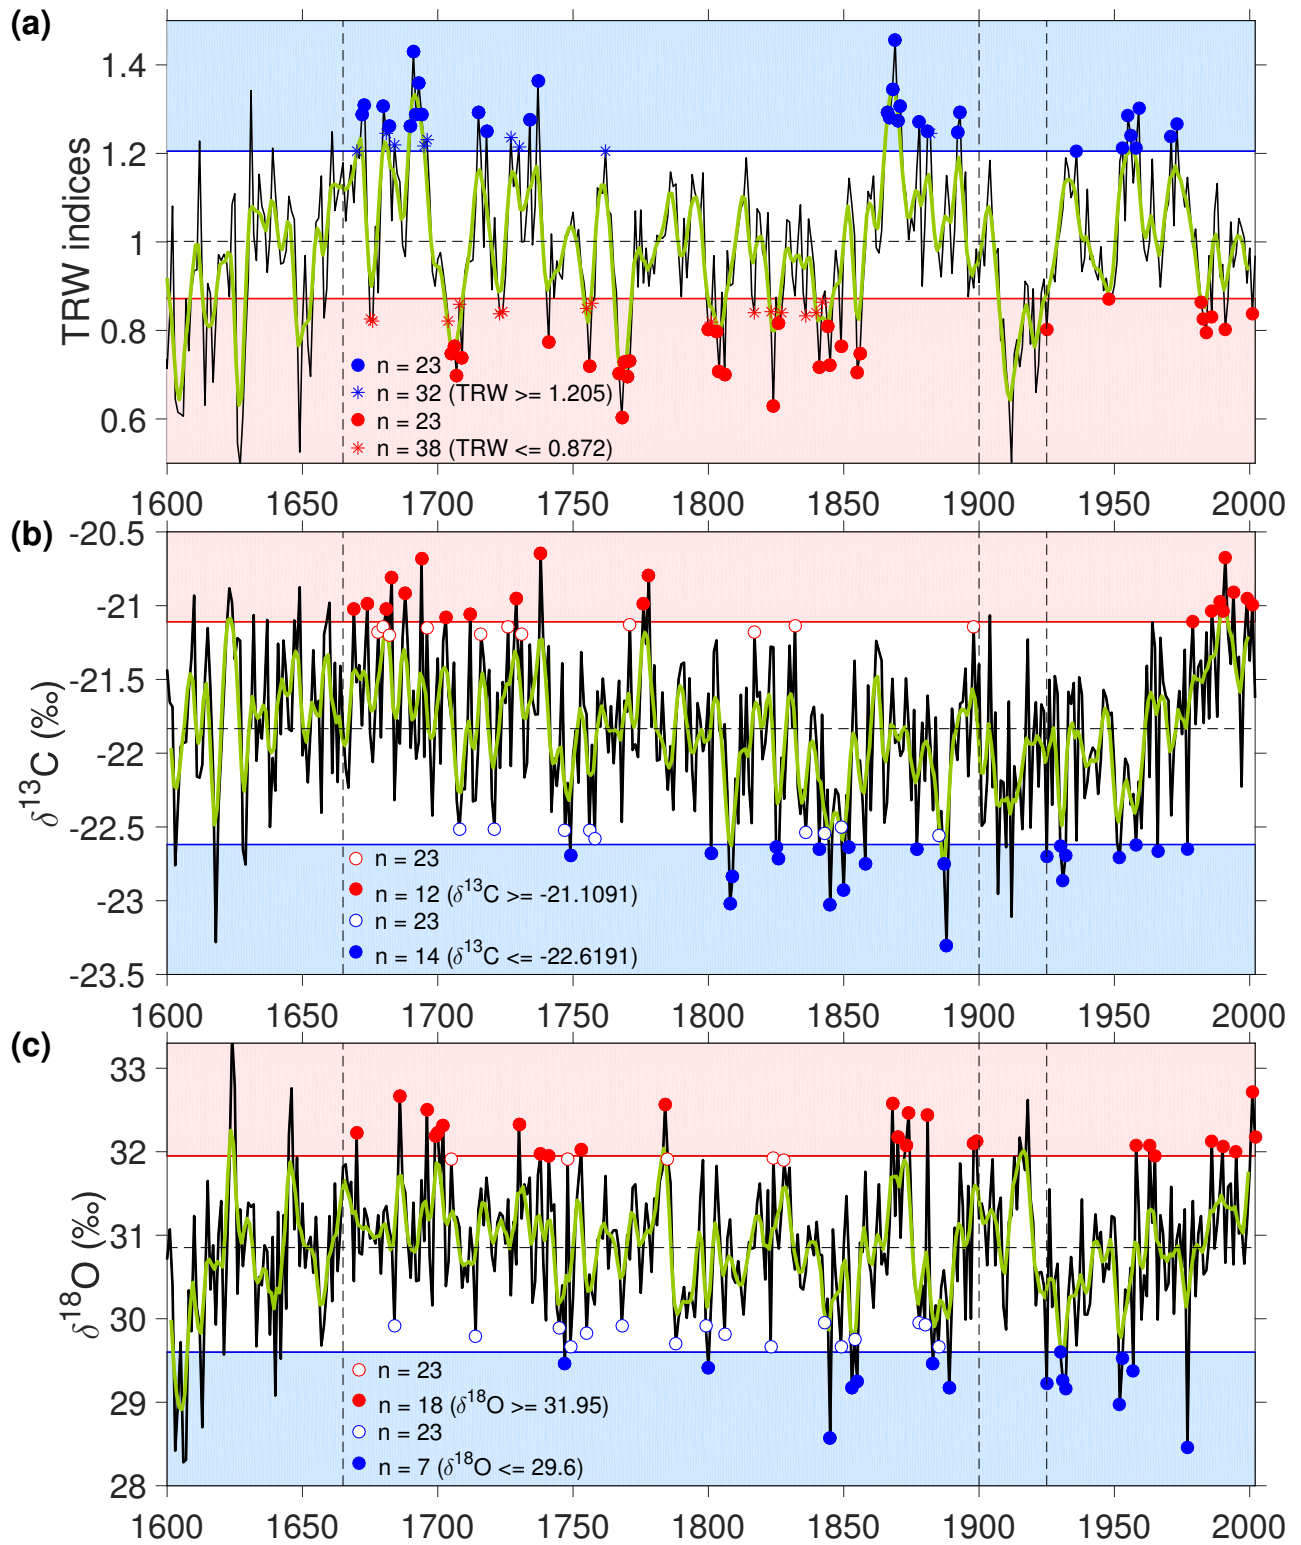 (a)
TRW indices
1.4
1.2
1
0.8
0.6
n = 23
n = 32 (TRW >= 1.205)
n = 23
n = 38 (TRW <= 0.872)
1600 1650 1700 1750 1800 1850 1900 1950 2000
(b)
δ13C (‰)
-20.5
-21
-21.5
-22
-22.5
-23
-23.5
n = 23
n = 12 (δ13C >= -21.1091)
n = 23
n = 14 (δ13C <= -22.6191)
1600 1650 1700 1750 1800 1850 1900 1950 2000
(c)
δ18O (‰)
33
32
31
30
29
28
n = 23
n = 18 (δ18O >= 31.95)
n = 23
n = 7 (δ18O <= 29.6)
1600 1650 1700 1750 1800 1850 1900 1950 2000